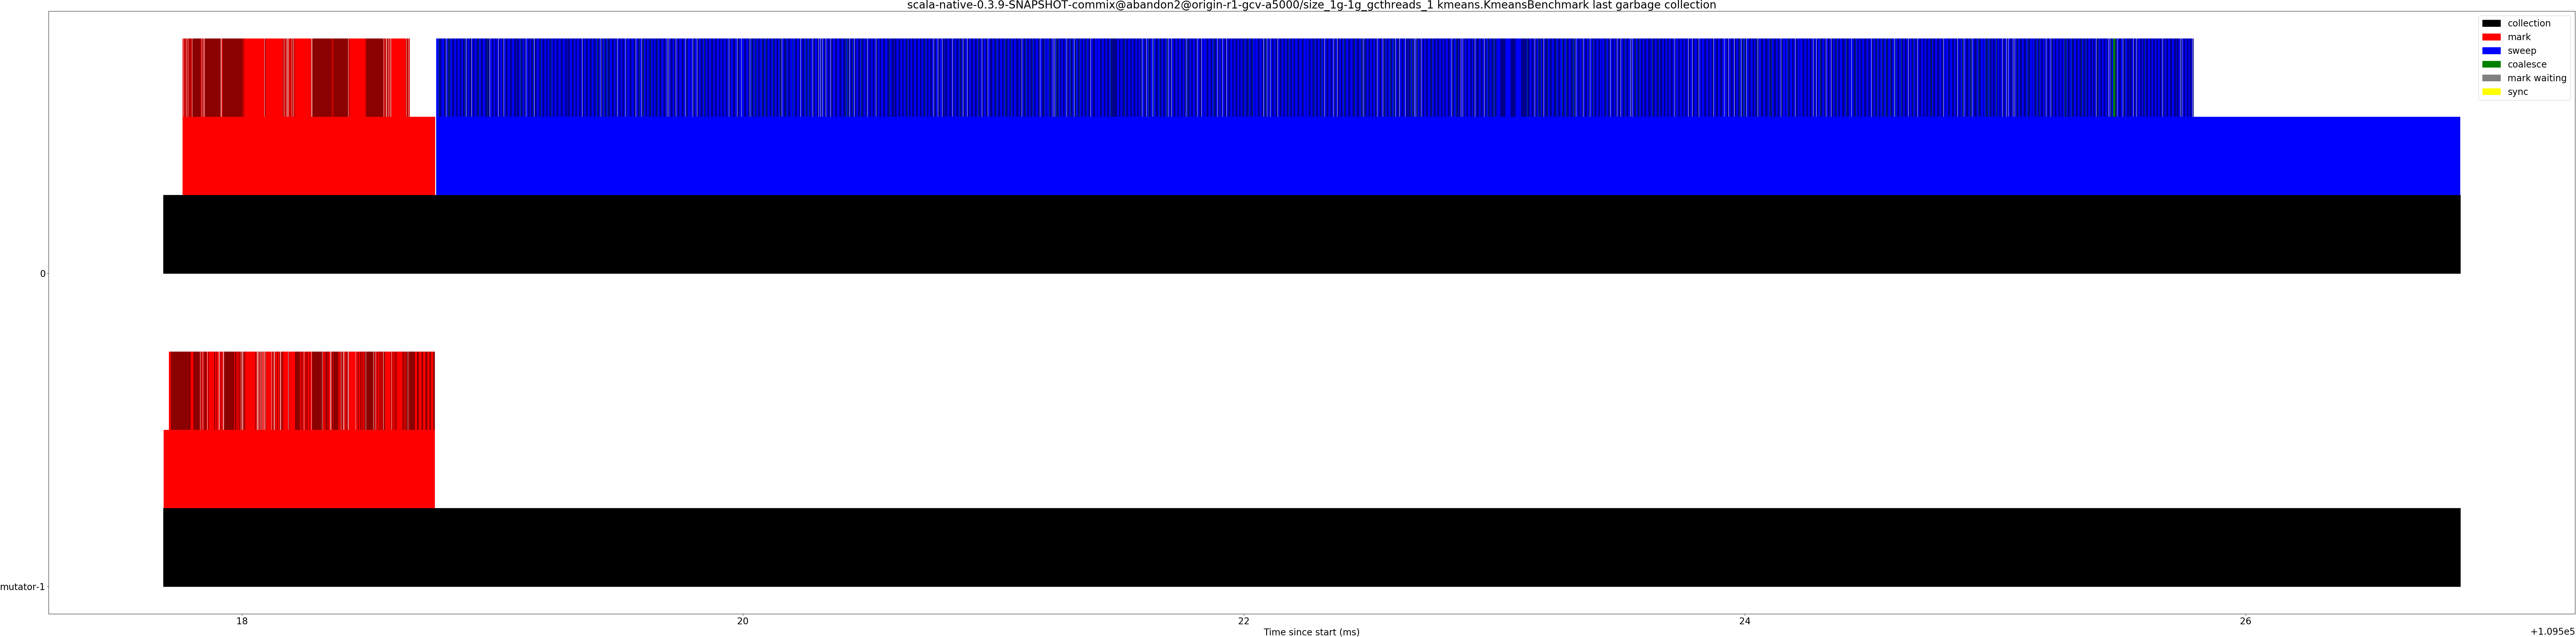 scala-native-0.3.9-SNAPSHOT-commix@abandon2@origin-r1-gcv-a5000/size_1g-1g_gcthreads_1 kmeans.KmeansBenchmark last garbage collection
collection
mark
sweep
coalesce
mark waiting
sync
0
mutator-1
18
20
22
24
26
Time since start (ms)
+1.095e5